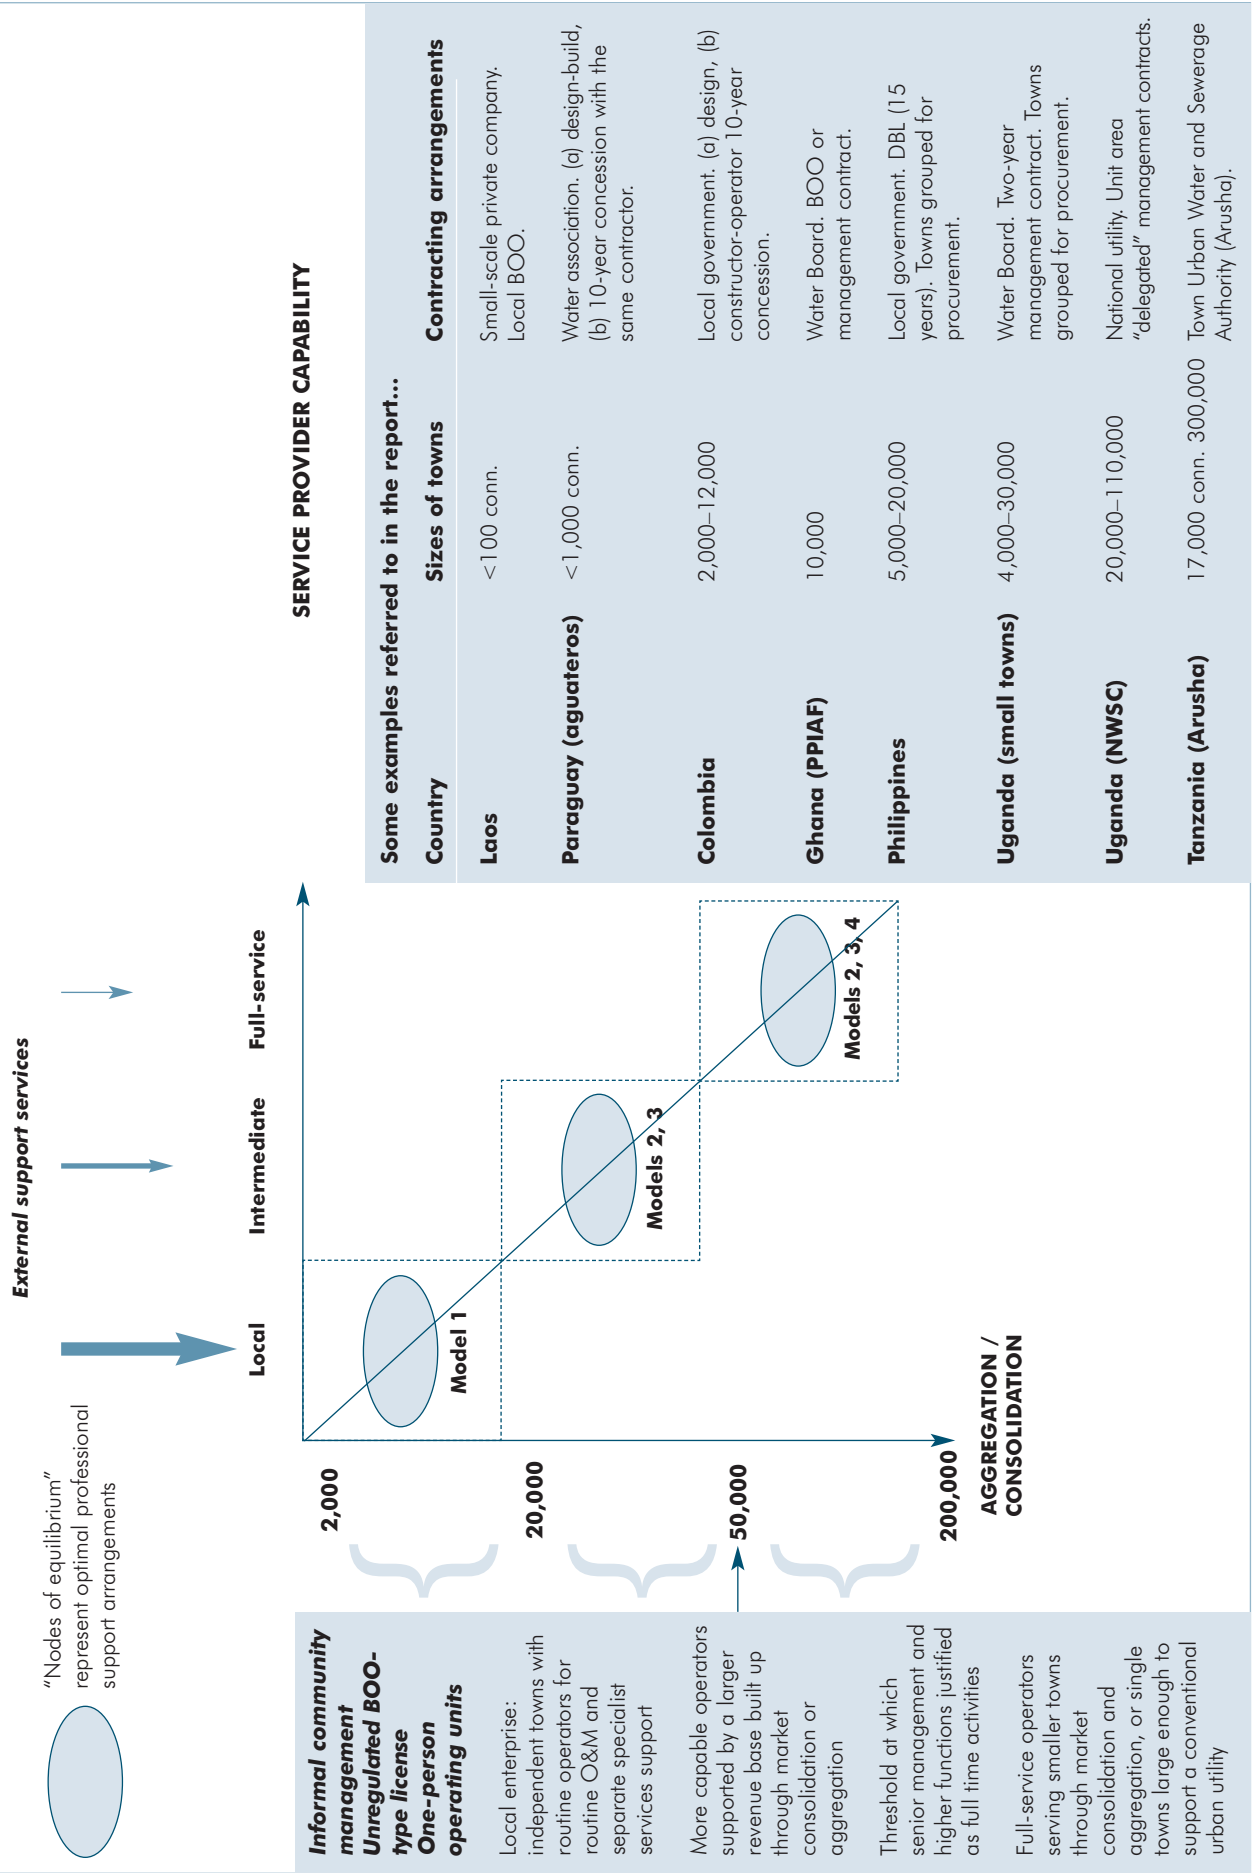 "Nodes of equilibrium"
represent optimal professional
support arrangements
External support services
Local
Intermediate
Full-service
SERVICE PROVIDER CAPABILITY
2,000
20,000
50,000
200,000
AGGREGATION /
CONSOLIDATION
Model 1
Models 2, 3
Models 2, 3, 4
Informal community
management
Unregulated BOO-
type license
One-person
operating units
Local enterprise:
independent towns with
routine operators for
routine O&M and
separate specialist
services support
More capable operators
supported by a larger
revenue base built up
through market
consolidation or
aggregation
Threshold at which
senior management and
higher functions justified
as full time activities
Full-service operators
serving smaller towns
through market
consolidation and
aggregation, or single
towns large enough to
support a conventional
urban utility
Some examples referred to in the report...
Country Sizes of towns Contracting arrangements
Laos <100 conn. Small-scale private company.
Local BOO.
Paraguay (aguateros) <1,000 conn. Water association. (a) design-build,
(b) 10-year concession with the
same contractor.
Colombia 2,000–12,000 Local government. (a) design, (b)
constructor-operator 10-year
concession.
Ghana (PPIAF) 10,000 Water Board. BOO or
management contract.
Philippines 5,000–20,000 Local government. DBL (15
years). Towns grouped for
procurement.
Uganda (small towns) 4,000–30,000 Water Board. Two-year
management contract. Towns
grouped for procurement.
Uganda (NWSC) 20,000–110,000 National utility. Unit area
"delegated" management contracts.
Tanzania (Arusha) 17,000 conn. 300,000 Town Urban Water and Sewerage
Authority (Arusha).